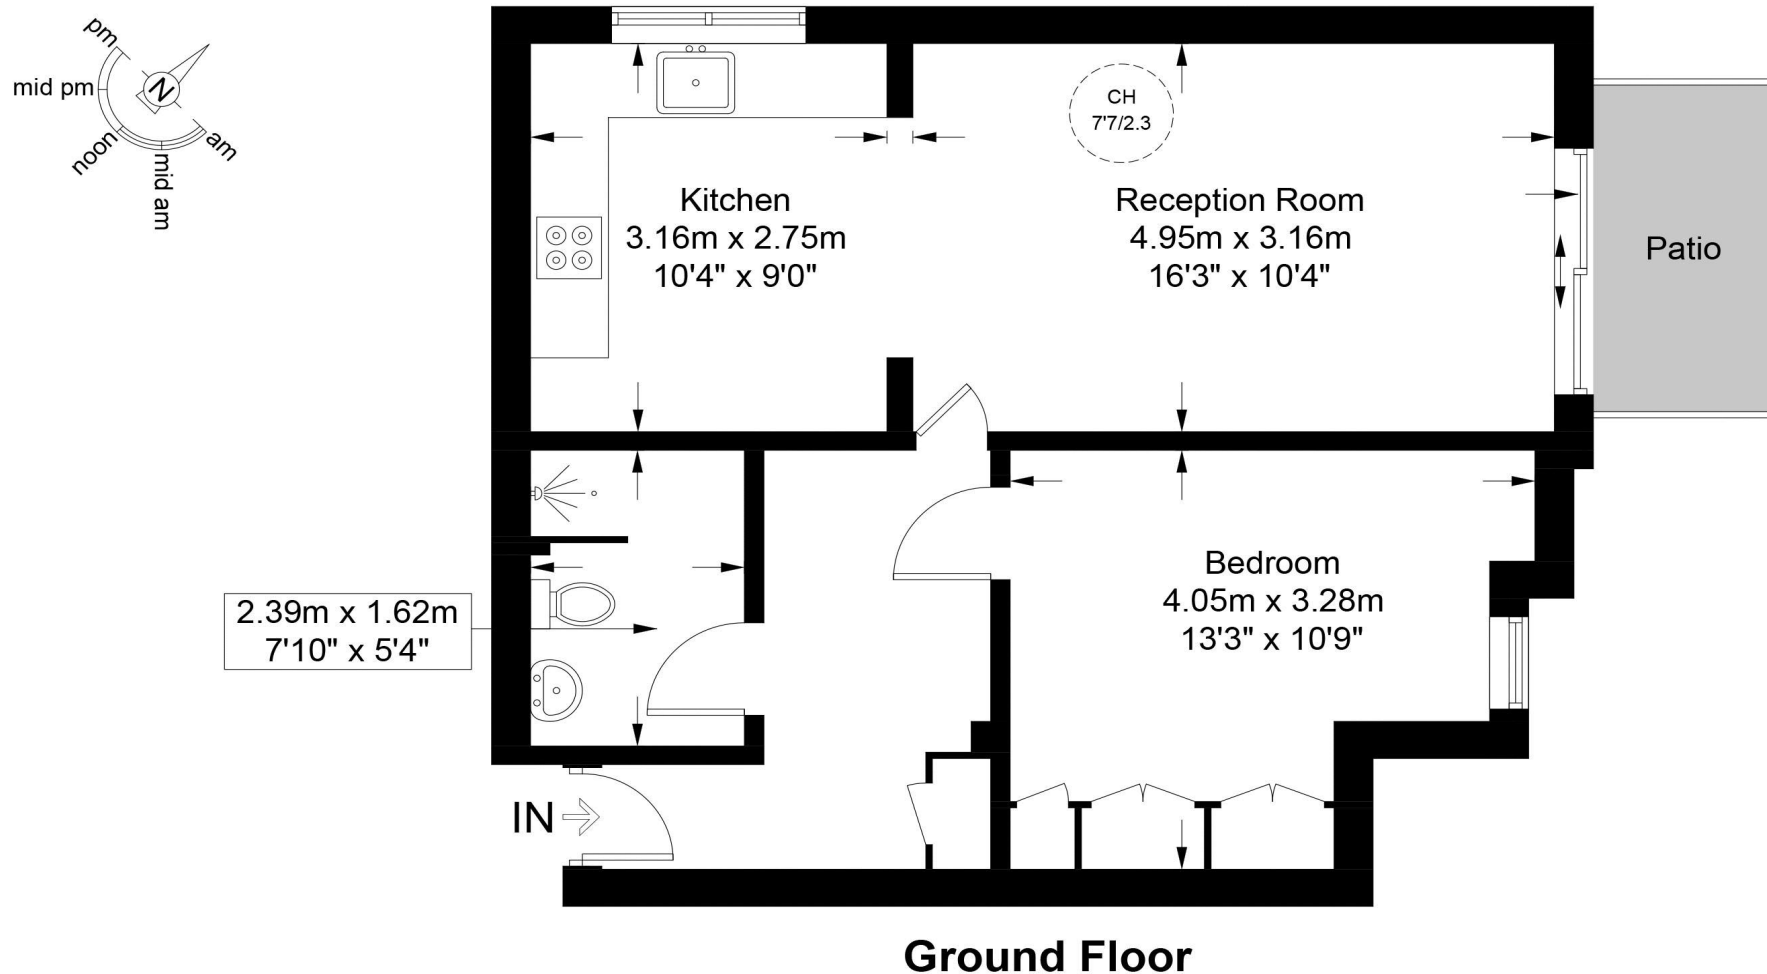 pm
mid pm
noon
mid am
am
N
CH
7'7/2.3
Kitchen
3.16m x 2.75m
10'4" x 9'0"
Reception Room
4.95m x 3.16m
16'3" x 10'4"
Patio
2.39m x 1.62m
7'10" x 5'4"
Bedroom
4.05m x 3.28m
13'3" x 10'9"
IN
Ground Floor